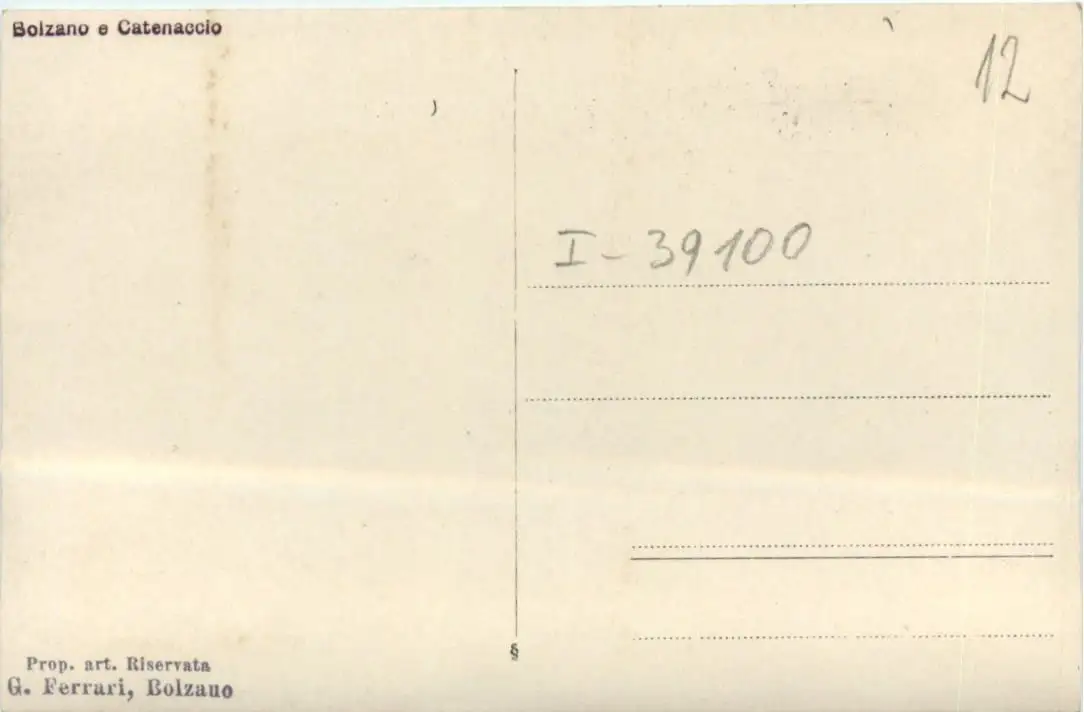 Bolzano e Catenaccio
12
I - 39100
§
Prop. art. Riservata
G. Ferrari, Bolzano